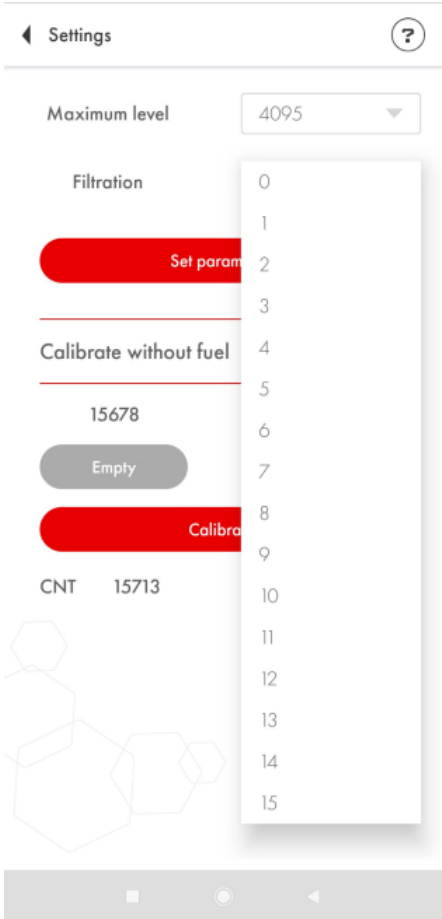 Settings
?
Maximum level 4095
Filtration
0
1
Set param 2
3
Calibrate without fuel 4
5
15678
6
Empty 7
8
Calibra
9
CNT 15713 10
11
12
13
14
15